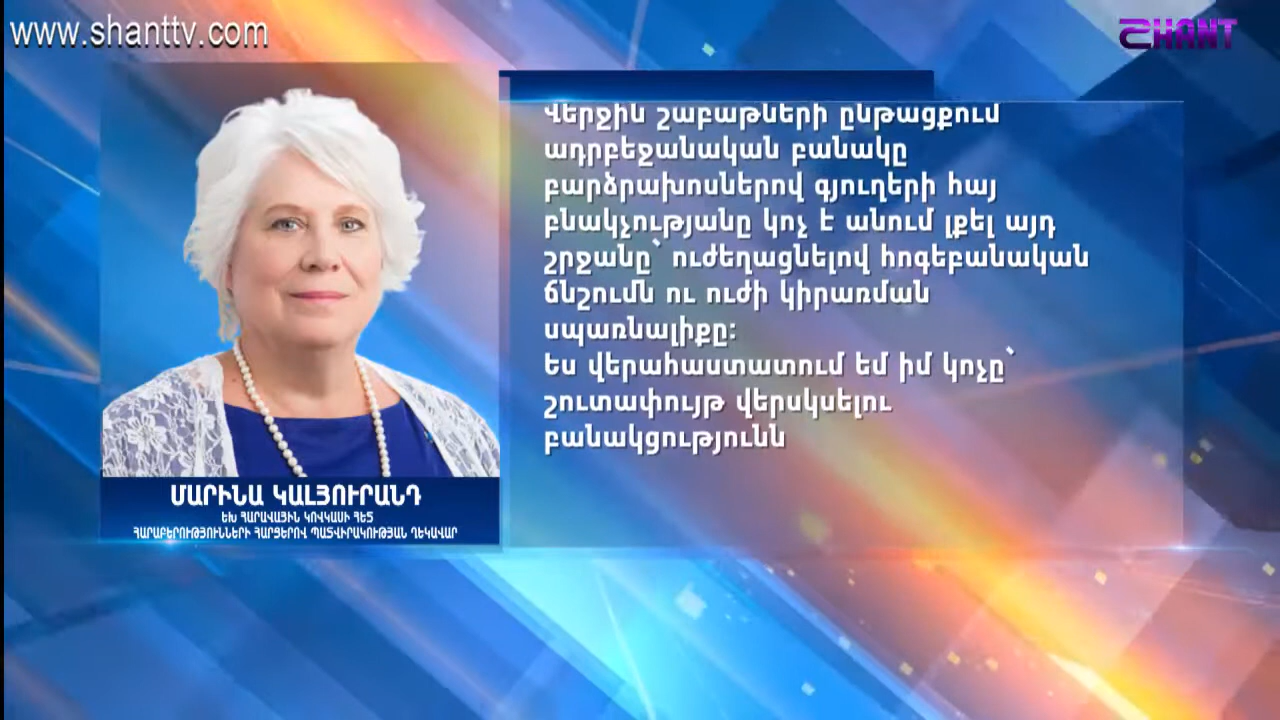 www.shanttv.com
SHANT
Վերջին շաբաթների ընթացքում
ադրբեջանական բանակը
բարձրախոսներով գյուղերի հայ
բնակչությանը կոչ է անում լքել այդ
շրջանը՝ ուժեղացնելով հոգեբանական
ճնշումն ու ուժի կիրառման
սպառնալիքը։
Ես վերահաստատում եմ իմ կոչը՝
շուտափույթ վերսկսելու
բանակցությունն
ՄԱՐԻՆԱ ԿԱԼՅՈՒՐԱՆԴ
ԵԽ ՀԱՐԱՎԱՅԻՆ ԿՈՎԿԱՍԻ ՀԵՏ
ՀԱՐԱԲԵՐՈՒԹՅՈՒՆՆԵՐԻ ՀԱՐՑԵՐՈՎ ՊԱՏՎԻՐԱԿՈՒԹՅԱՆ ՂԵԿԱՎԱՐ